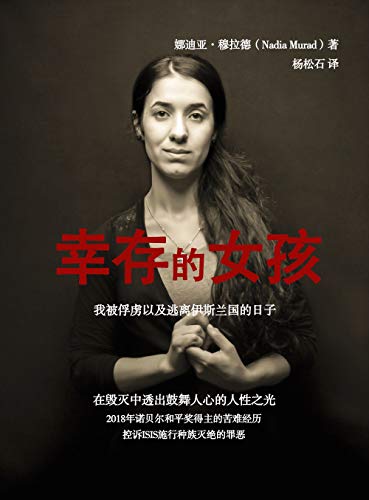 娜迪亚·穆拉德（Nadia Murad）著
杨松石 译
幸存的女孩
我被俘虏以及逃离伊斯兰国的日子
在毁灭中透出鼓舞人心的人性之光
2018年诺贝尔和平奖得主的苦难经历
控诉ISIS施行种族灭绝的罪恶